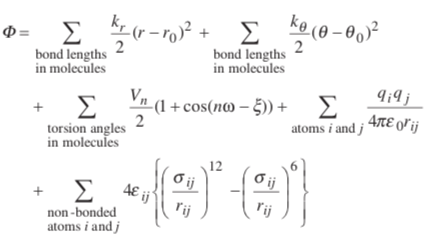 Φ = Σ k_r/2 (r – r_0)² + Σ k_θ/2 (θ – θ_0)²
bond lengths in molecules bond lengths in molecules
+ Σ V_n/2 (1 + cos(nω – ξ)) + Σ q_i q_j / 4πε_0 r_ij
torsion angles in molecules atoms i and j
+ Σ 4ε_ij {(σ_ij / r_ij)^12 – (σ_ij / r_ij)^6}
non-bonded atoms i and j